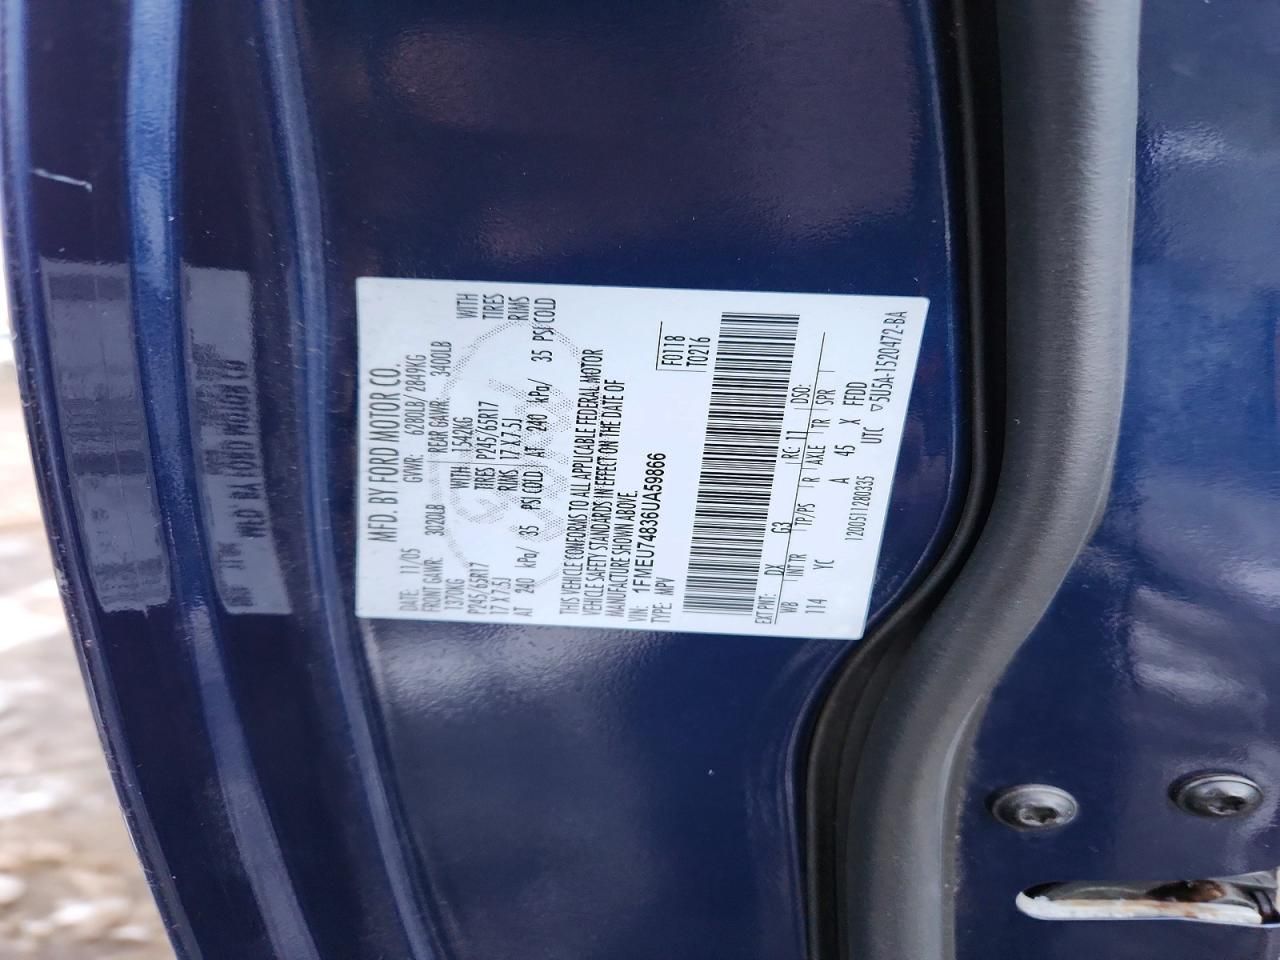 MFD. BY FORD MOTOR CO.
DATE: 11/05 GVWR: 6280LB/ 2849KG
FRONT GAWR: 3020LB REAR GAWR: 3400LB
1370KG WITH 1542KG WITH
P245/65R17 TIRES P245/65R17 TIRES
17 X 7.5J RIMS 17 X 7.5J RIMS
AT 240 kPa/ 35 PSI COLD AT 240 kPa/ 35 PSI COLD
THIS VEHICLE CONFORMS TO ALL APPLICABLE FEDERAL MOTOR
VEHICLE SAFETY STANDARDS IN EFFECT ON THE DATE OF
MANUFACTURE SHOWN ABOVE.
VIN: 1FMEU74836UA59866
TYPE: MPV
F0118
T0216
EXT PNT: DX G3 RC: 11 DSO:
WB INT TR TP/PS R AXLE TR SPR
114 YC A 45 X FFDD
1200511280335 UTC ▽5U5A-1520472-BA